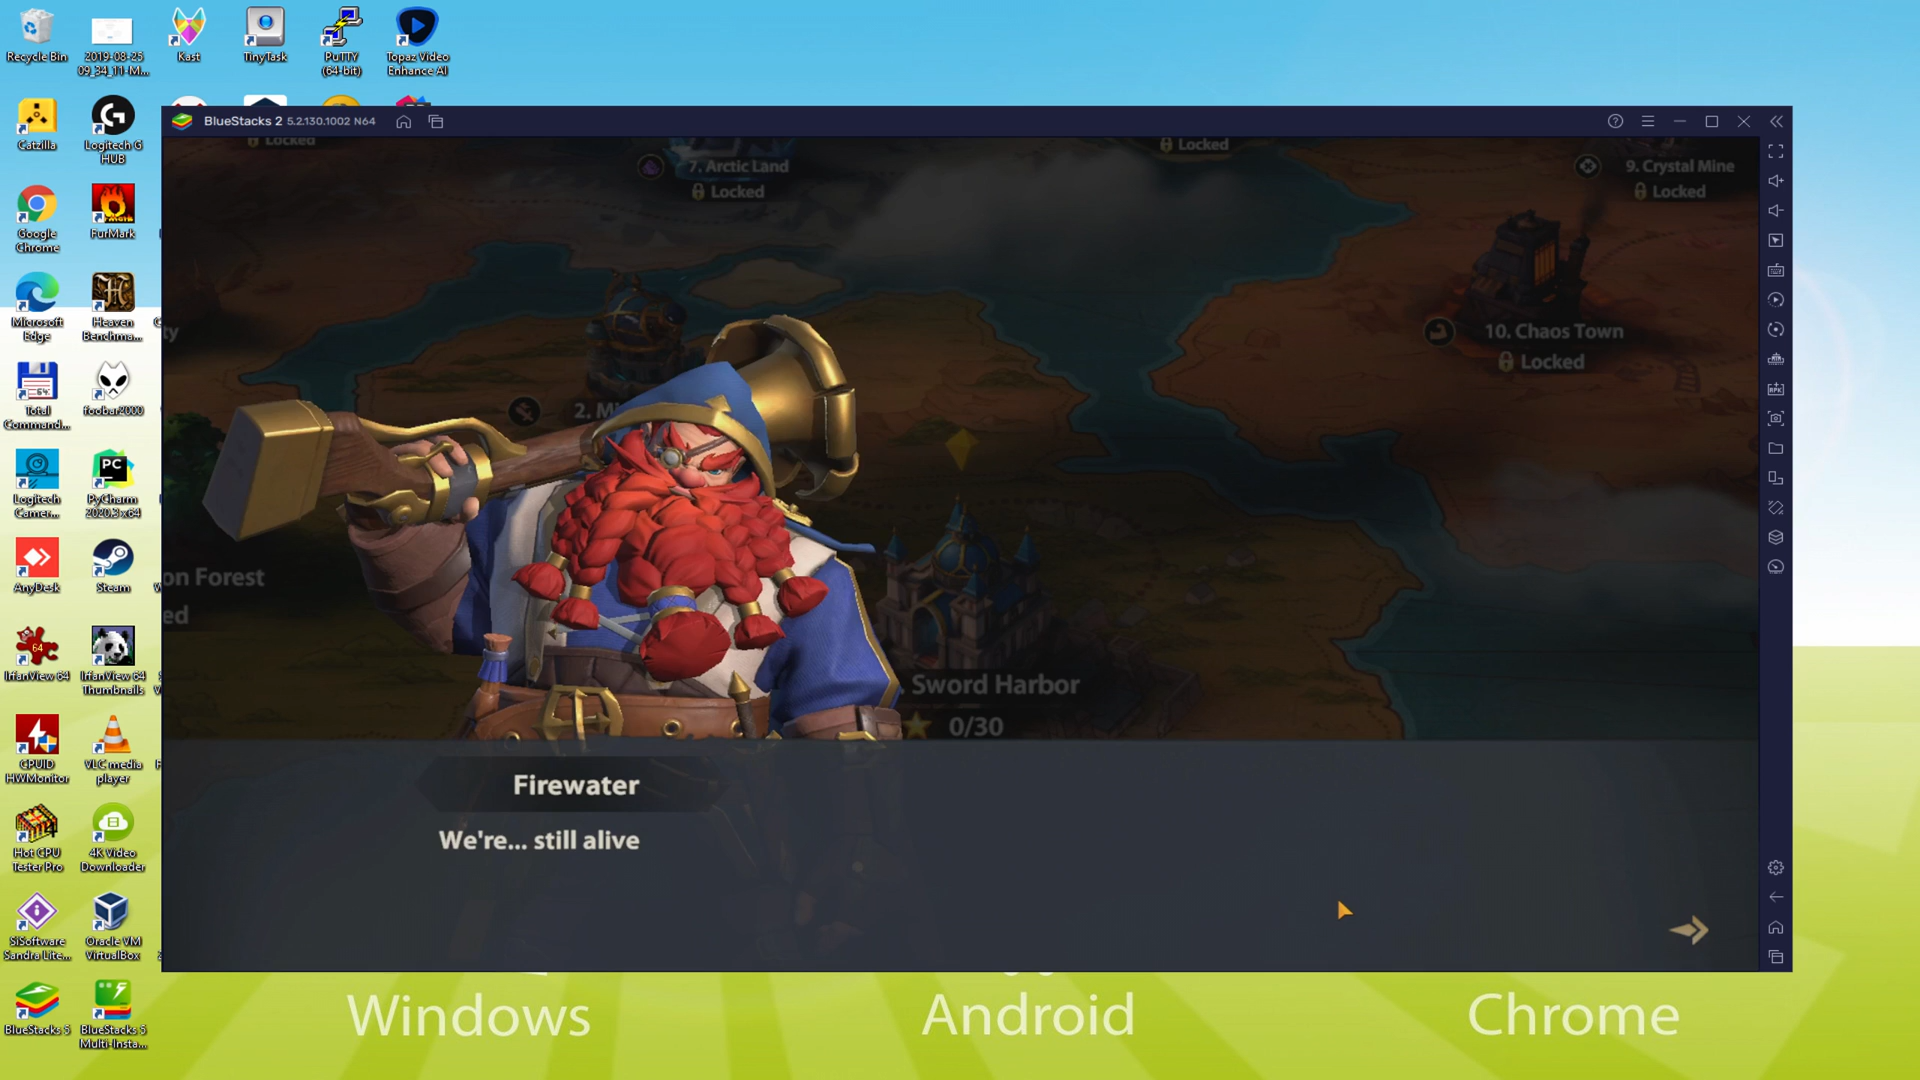 Recycle Bin
2019-08-25
09_34_11-M...
Kast
TinyTask
PuTTY
(64-bit)
Topaz Video
Enhance AI
Catzilla
Logitech G
HUB
Google
Chrome
FurMark
Microsoft
Edge
Heaven
Benchma...
Total
Command...
foobar2000
Logitech
Camer...
PC
PyCharm
2020.3 x64
AnyDesk
Steam
64
IrfanView 64
IrfanView 64
Thumbnails
CPUID
HWMonitor
VLC media
player
Hot CPU
Tester Pro
4K Video
Downloader
SiSoftware
Sandra Lite...
Oracle VM
VirtualBox
BlueStacks 5
BlueStacks 5
Multi-Insta...
BlueStacks 2 5.2.130.1002 N64
Locked
7. Arctic Land
Locked
Locked
9. Crystal Mine
Locked
10. Chaos Town
Locked
2. M
on Forest
ed
Sword Harbor
0/30
Firewater
We're... still alive
Windows
Android
Chrome